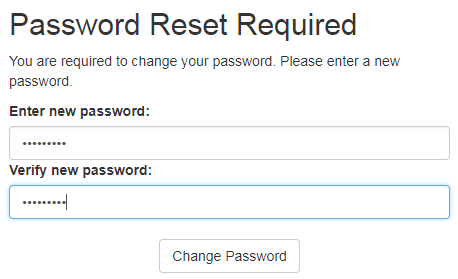 Password Reset Required
You are required to change your password. Please enter a new
password.
Enter new password:
•••••••••
Verify new password:
•••••••••
Change Password